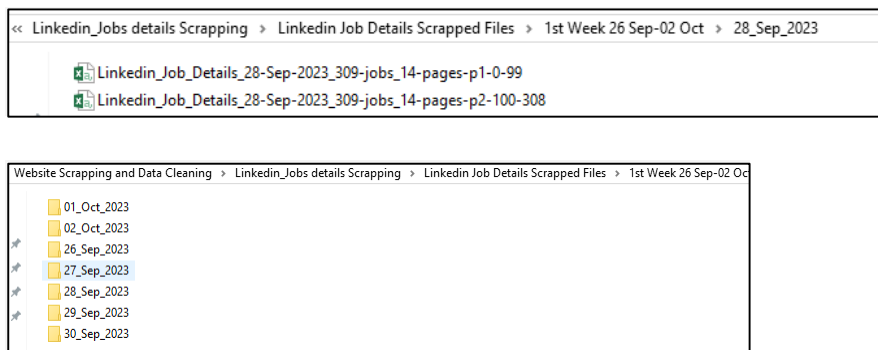 « Linkedin_Jobs details Scrapping > Linkedin Job Details Scrapped Files > 1st Week 26 Sep-02 Oct > 28_Sep_2023
Linkedin_Job_Details_28-Sep-2023_309-jobs_14-pages-p1-0-99
Linkedin_Job_Details_28-Sep-2023_309-jobs_14-pages-p2-100-308
Website Scrapping and Data Cleaning > Linkedin_Jobs details Scrapping > Linkedin Job Details Scrapped Files > 1st Week 26 Sep-02 Oc
01_Oct_2023
02_Oct_2023
26_Sep_2023
27_Sep_2023
28_Sep_2023
29_Sep_2023
30_Sep_2023